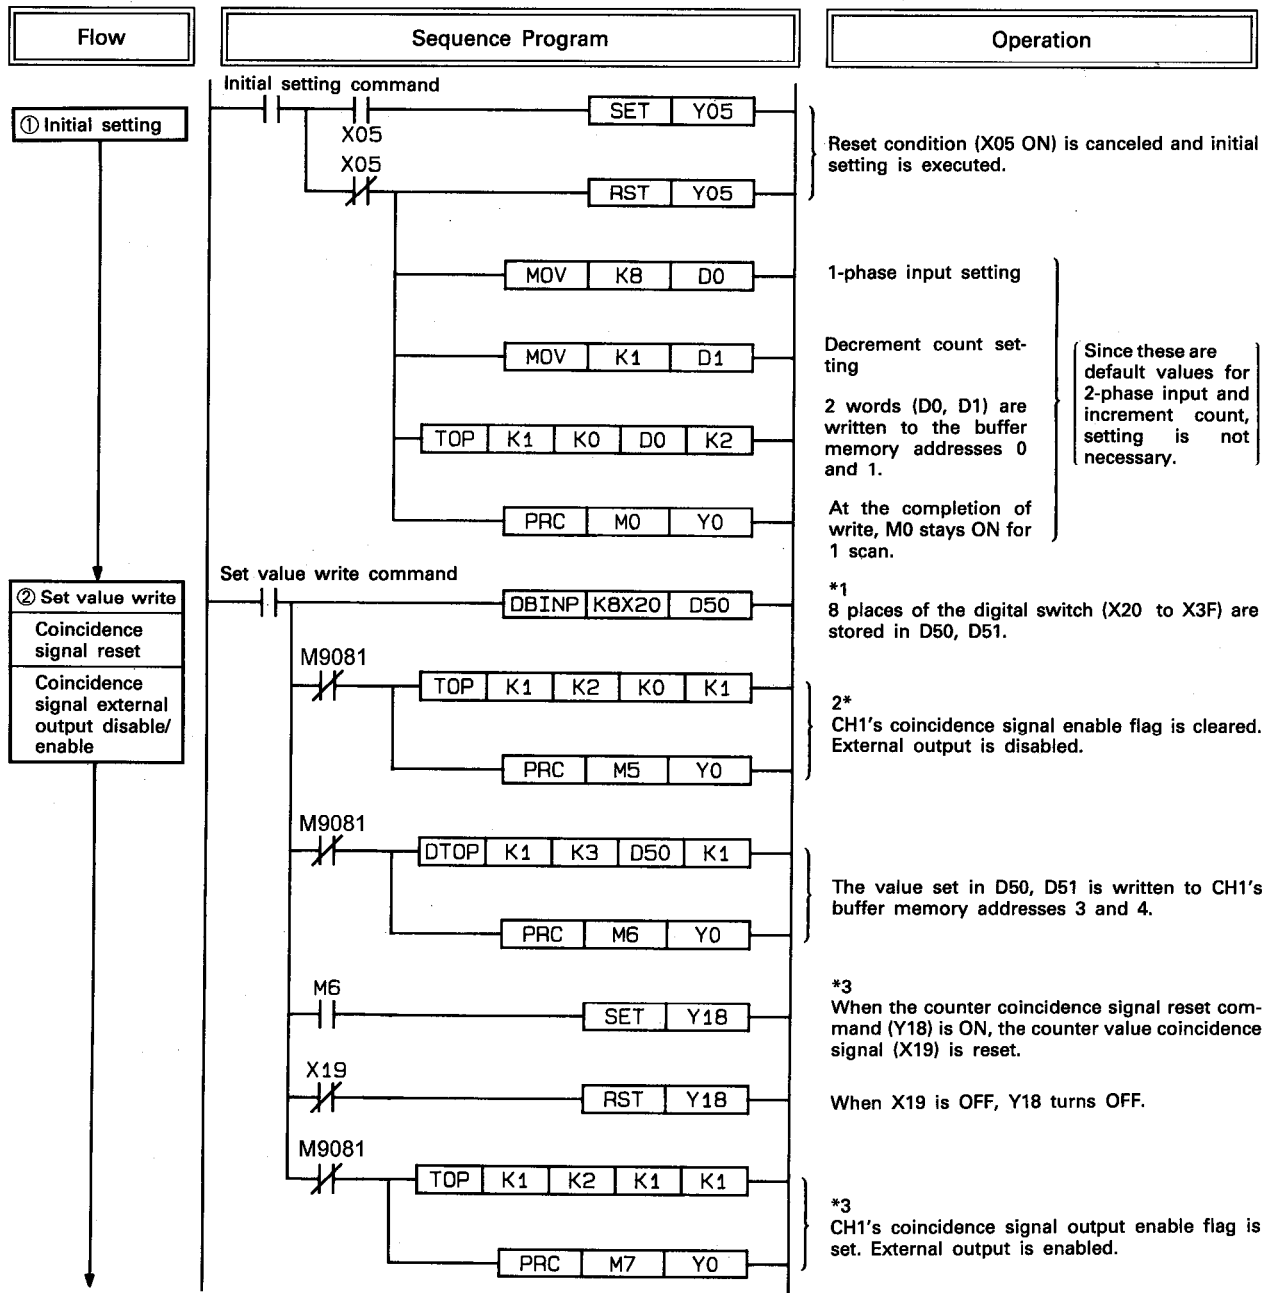 Flow
Sequence Program
Operation
① Initial setting
Initial setting command
X05
SET Y05
X05
RST Y05
Reset condition (X05 ON) is canceled and initial
setting is executed.
MOV K8 D0
1-phase input setting
MOV K1 D1
Decrement count set-
ting
TOP K1 K0 D0 K2
2 words (D0, D1) are
written to the buffer
memory addresses 0
and 1.
PRC M0 Y0
At the completion of
write, M0 stays ON for
1 scan.
Since these are
default values for
2-phase input and
increment count,
setting is not
necessary.
② Set value write
Coincidence
signal reset
Coincidence
signal external
output disable/
enable
Set value write command
DBINP K8X20 D50
*1
8 places of the digital switch (X20 to X3F) are
stored in D50, D51.
M9081
TOP K1 K2 K0 K1
PRC M5 Y0
2*
CH1's coincidence signal enable flag is cleared.
External output is disabled.
M9081
DTOP K1 K3 D50 K1
PRC M6 Y0
The value set in D50, D51 is written to CH1's
buffer memory addresses 3 and 4.
M6
SET Y18
*3
When the counter coincidence signal reset com-
mand (Y18) is ON, the counter value coincidence
signal (X19) is reset.
X19
RST Y18
When X19 is OFF, Y18 turns OFF.
M9081
TOP K1 K2 K1 K1
PRC M7 Y0
*3
CH1's coincidence signal output enable flag is
set. External output is enabled.